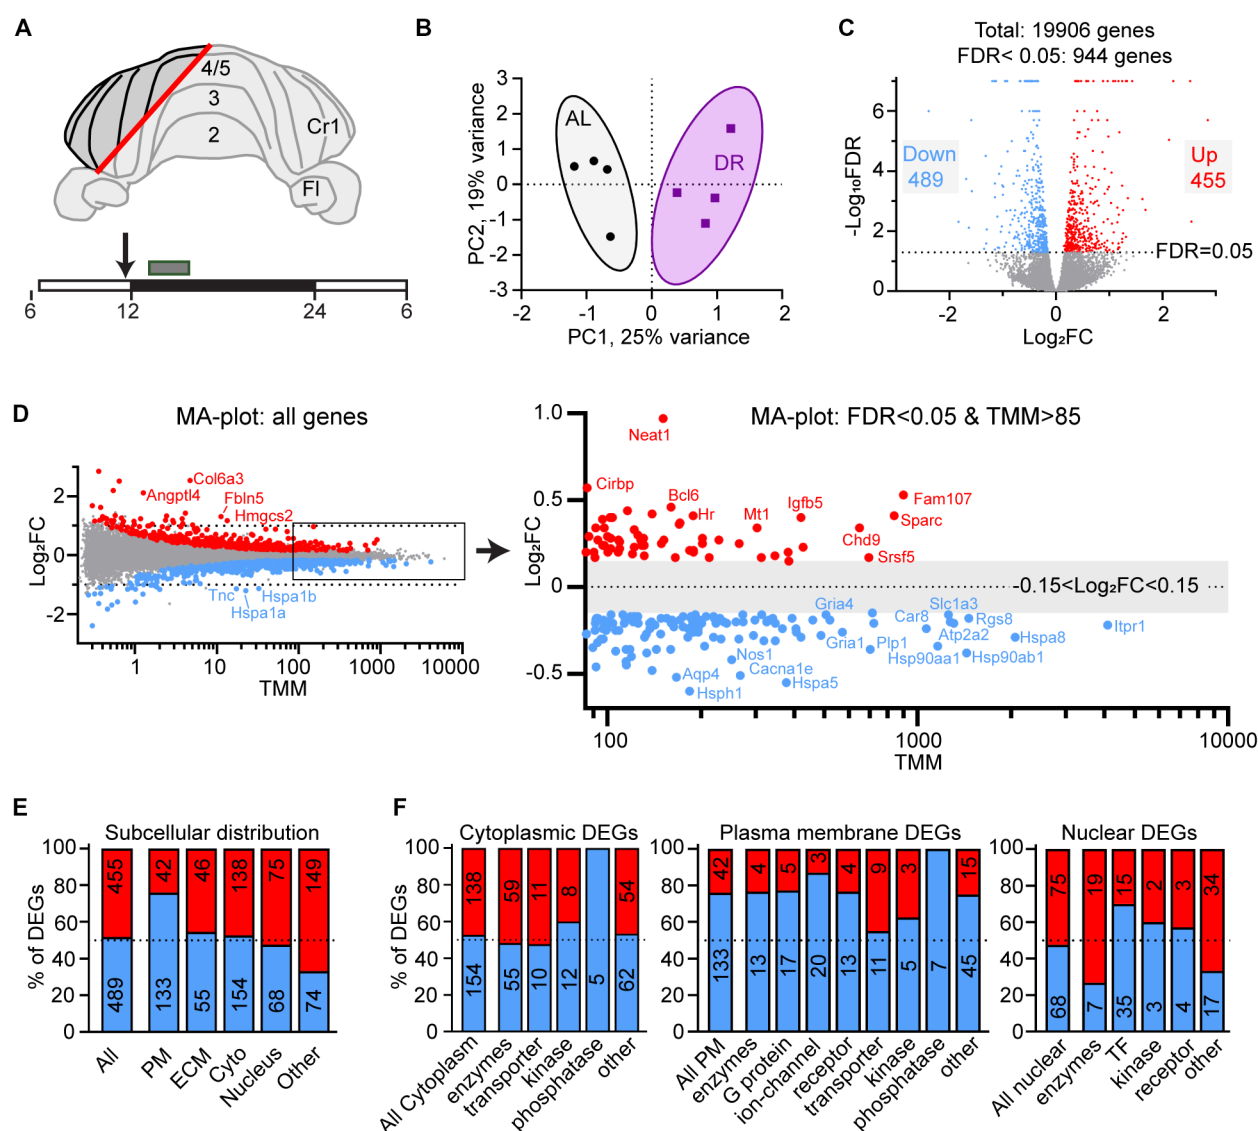 A
4/5
3
2
Cr1
Fl
6
12
24
6
B
PC2, 19% variance
3
2
1
0
-1
-2
-3
AL
DR
-2
-1
0
1
2
PC1, 25% variance
C
Total: 19906 genes
FDR< 0.05: 944 genes
-Log₁₀FDR
6
4
2
0
Down
489
Up
455
FDR=0.05
-2
0
2
Log₂FC
D
MA-plot: all genes
Log₂FC
2
0
-2
Col6a3
Angptl4
Fbln5
Hmgcs2
Tnc
Hspa1b
Hspa1a
1
10
100
1000
10000
TMM
MA-plot: FDR<0.05 & TMM>85
Log₂FC
1.0
0.5
0
-0.5
Neat1
Cirbp
Bcl6
Hr
Mt1
Igfb5
Fam107
Sparc
Chd9
Srsf5
-0.15<Log₂FC<0.15
Gria4
Slc1a3
Car8
Rgs8
Itpr1
Gria1
Plp1
Atp2a2
Hspa8
Nos1
Hsp90aa1
Hsp90ab1
Aqp4
Cacna1e
Hspa5
Hsph1
100
1000
10000
TMM
E
Subcellular distribution
% of DEGs
100
80
60
40
20
0
455
42
46
138
75
149
489
133
55
154
68
74
All
PM
ECM
Cyto
Nucleus
Other
F
Cytoplasmic DEGs
100
80
60
40
20
0
138
59
11
8
54
154
55
10
12
5
62
All Cytoplasm
enzymes
transporter
kinase
phosphatase
other
Plasma membrane DEGs
100
80
60
40
20
0
42
4
5
3
4
9
3
15
133
13
17
20
13
11
5
7
45
All PM
enzymes
G protein
ion-channel
receptor
transporter
kinase
phosphatase
other
Nuclear DEGs
100
80
60
40
20
0
75
19
15
2
3
34
68
7
35
3
4
17
All nuclear
enzymes
TF
kinase
receptor
other